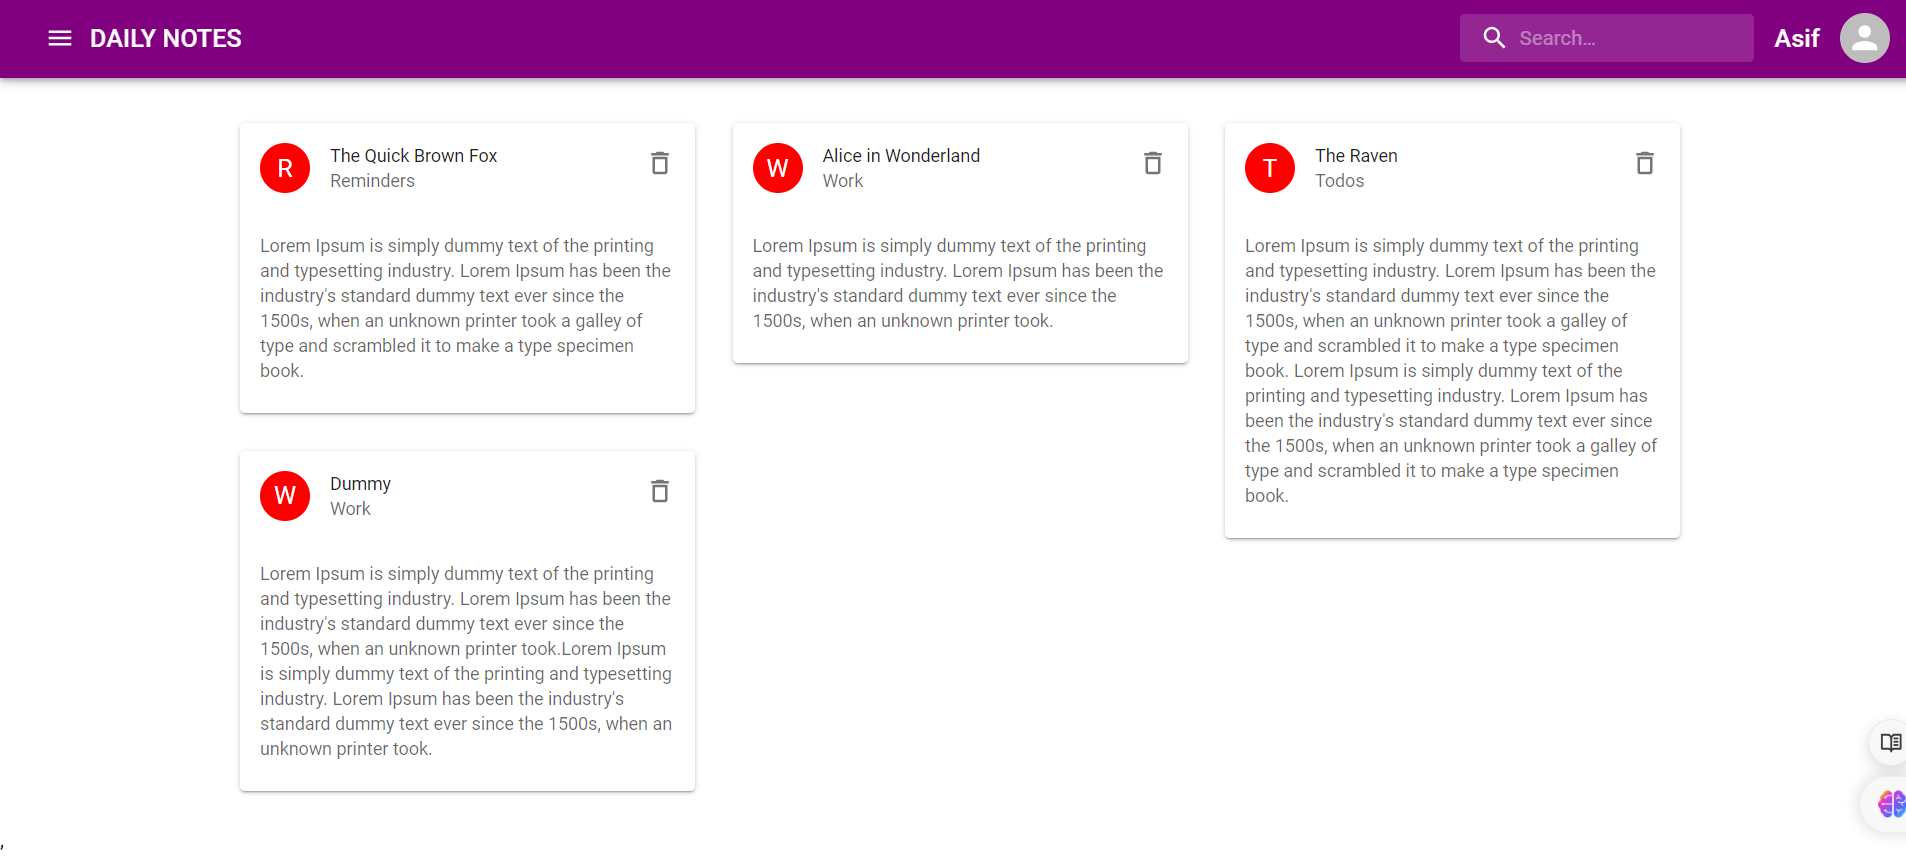 DAILY NOTES
Search...
Asif
R
The Quick Brown Fox
Reminders
Lorem Ipsum is simply dummy text of the printing
and typesetting industry. Lorem Ipsum has been the
industry's standard dummy text ever since the
1500s, when an unknown printer took a galley of
type and scrambled it to make a type specimen
book.
W
Alice in Wonderland
Work
Lorem Ipsum is simply dummy text of the printing
and typesetting industry. Lorem Ipsum has been the
industry's standard dummy text ever since the
1500s, when an unknown printer took.
T
The Raven
Todos
Lorem Ipsum is simply dummy text of the printing
and typesetting industry. Lorem Ipsum has been the
industry's standard dummy text ever since the
1500s, when an unknown printer took a galley of
type and scrambled it to make a type specimen
book. Lorem Ipsum is simply dummy text of the
printing and typesetting industry. Lorem Ipsum has
been the industry's standard dummy text ever since
the 1500s, when an unknown printer took a galley of
type and scrambled it to make a type specimen
book.
W
Dummy
Work
Lorem Ipsum is simply dummy text of the printing
and typesetting industry. Lorem Ipsum has been the
industry's standard dummy text ever since the
1500s, when an unknown printer took.Lorem Ipsum
is simply dummy text of the printing and typesetting
industry. Lorem Ipsum has been the industry's
standard dummy text ever since the 1500s, when an
unknown printer took.
,